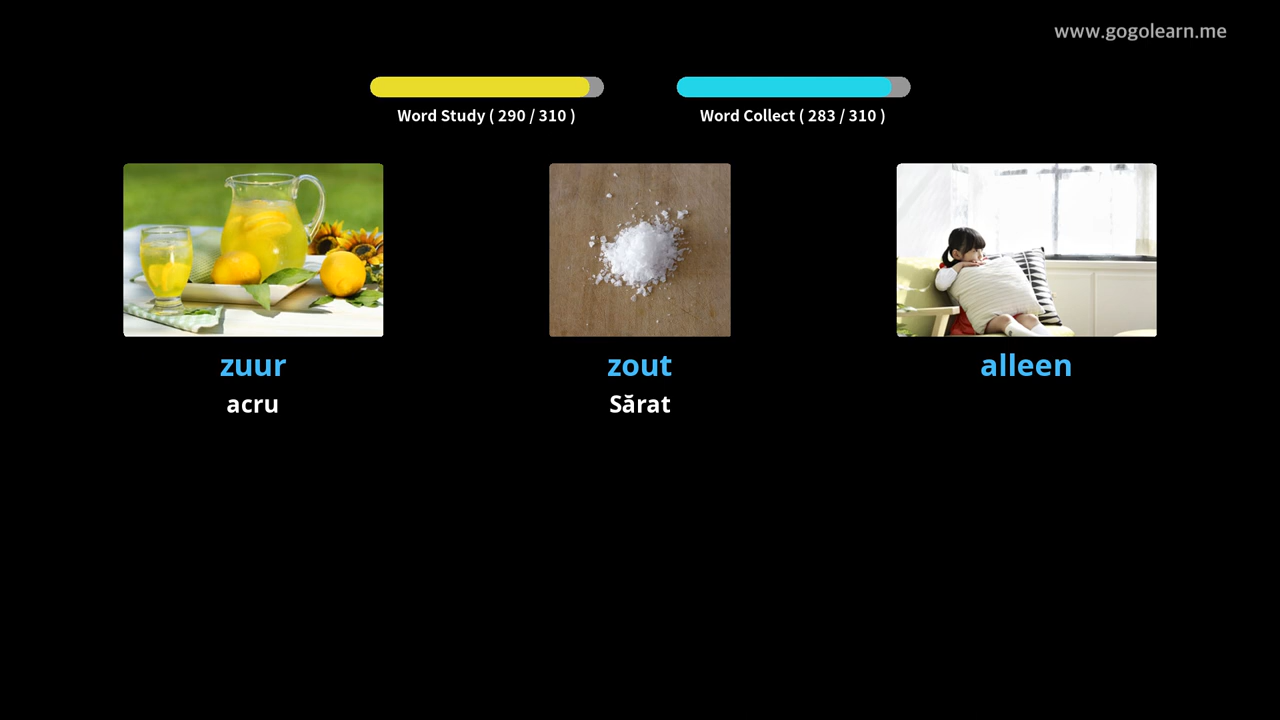 www.gogolearn.me
Word Study ( 290 / 310 )
Word Collect ( 283 / 310 )
zuur
acru
zout
Sărat
alleen